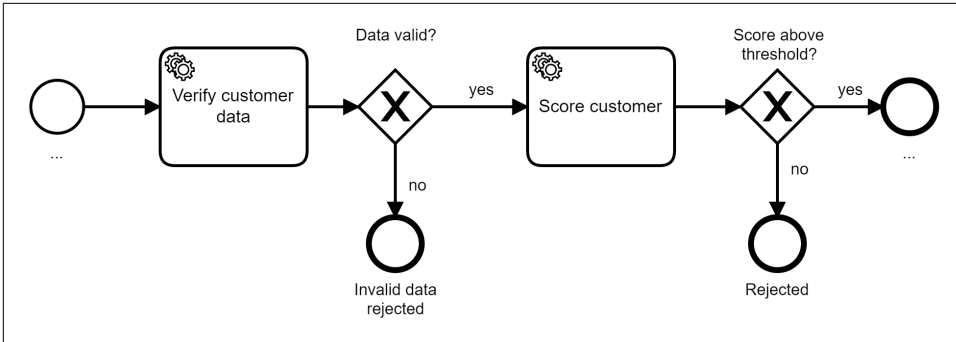 Data valid?
Score above
threshold?
Verify customer
data
X
yes
Score customer
X
yes
...
...
no
no
Invalid data
rejected
Rejected